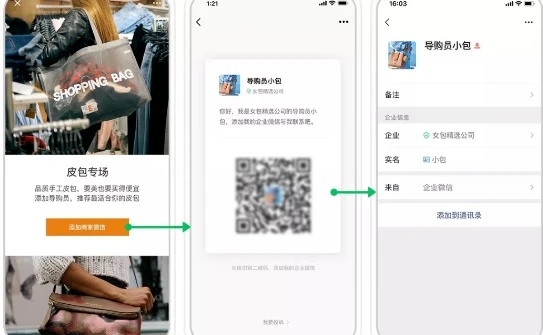 SHOPPING BAG
皮包专场
品质手工皮包、要美也要买得便宜
添加导购员，推荐最适合你的皮包
添加商家微信
1:21
导购员小包
女包精选公司
你好，我是女包精选公司的导购员小
包，添加我的企业微信与我联系吧。
我要投诉 >
16:03
导购员小包
备注
企业信息
企业 女包精选公司
实名 小包
来自 企业微信
添加到通讯录